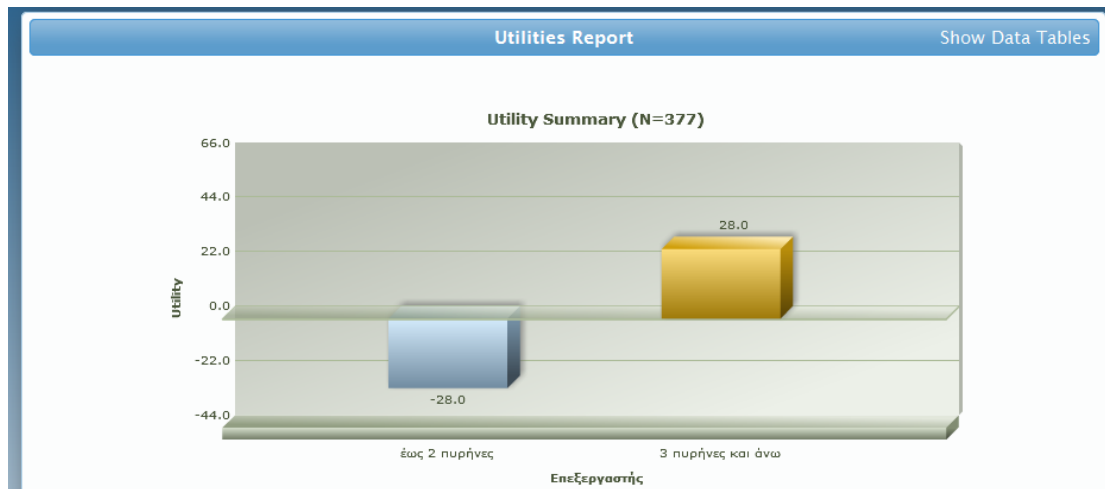 Utilities Report
Show Data Tables
Utility Summary (N=377)
66.0
44.0
22.0
0.0
-22.0
-44.0
Utility
28.0
-28.0
έως 2 πυρήνες
3 πυρήνες και άνω
Επεξεργαστής